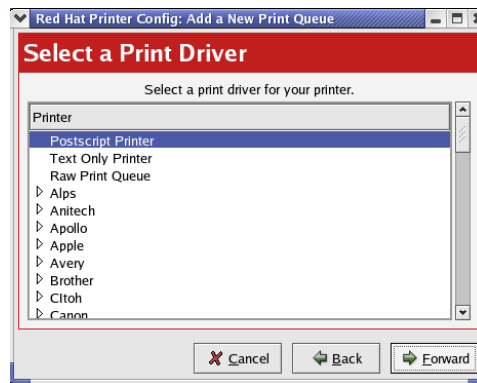 Red Hat Printer Config: Add a New Print Queue
Select a Print Driver
Select a print driver for your printer.
Printer
Postscript Printer
Text Only Printer
Raw Print Queue
Alps
Anitech
Apollo
Apple
Avery
Brother
CItoh
Canon
Cancel
Back
Forward